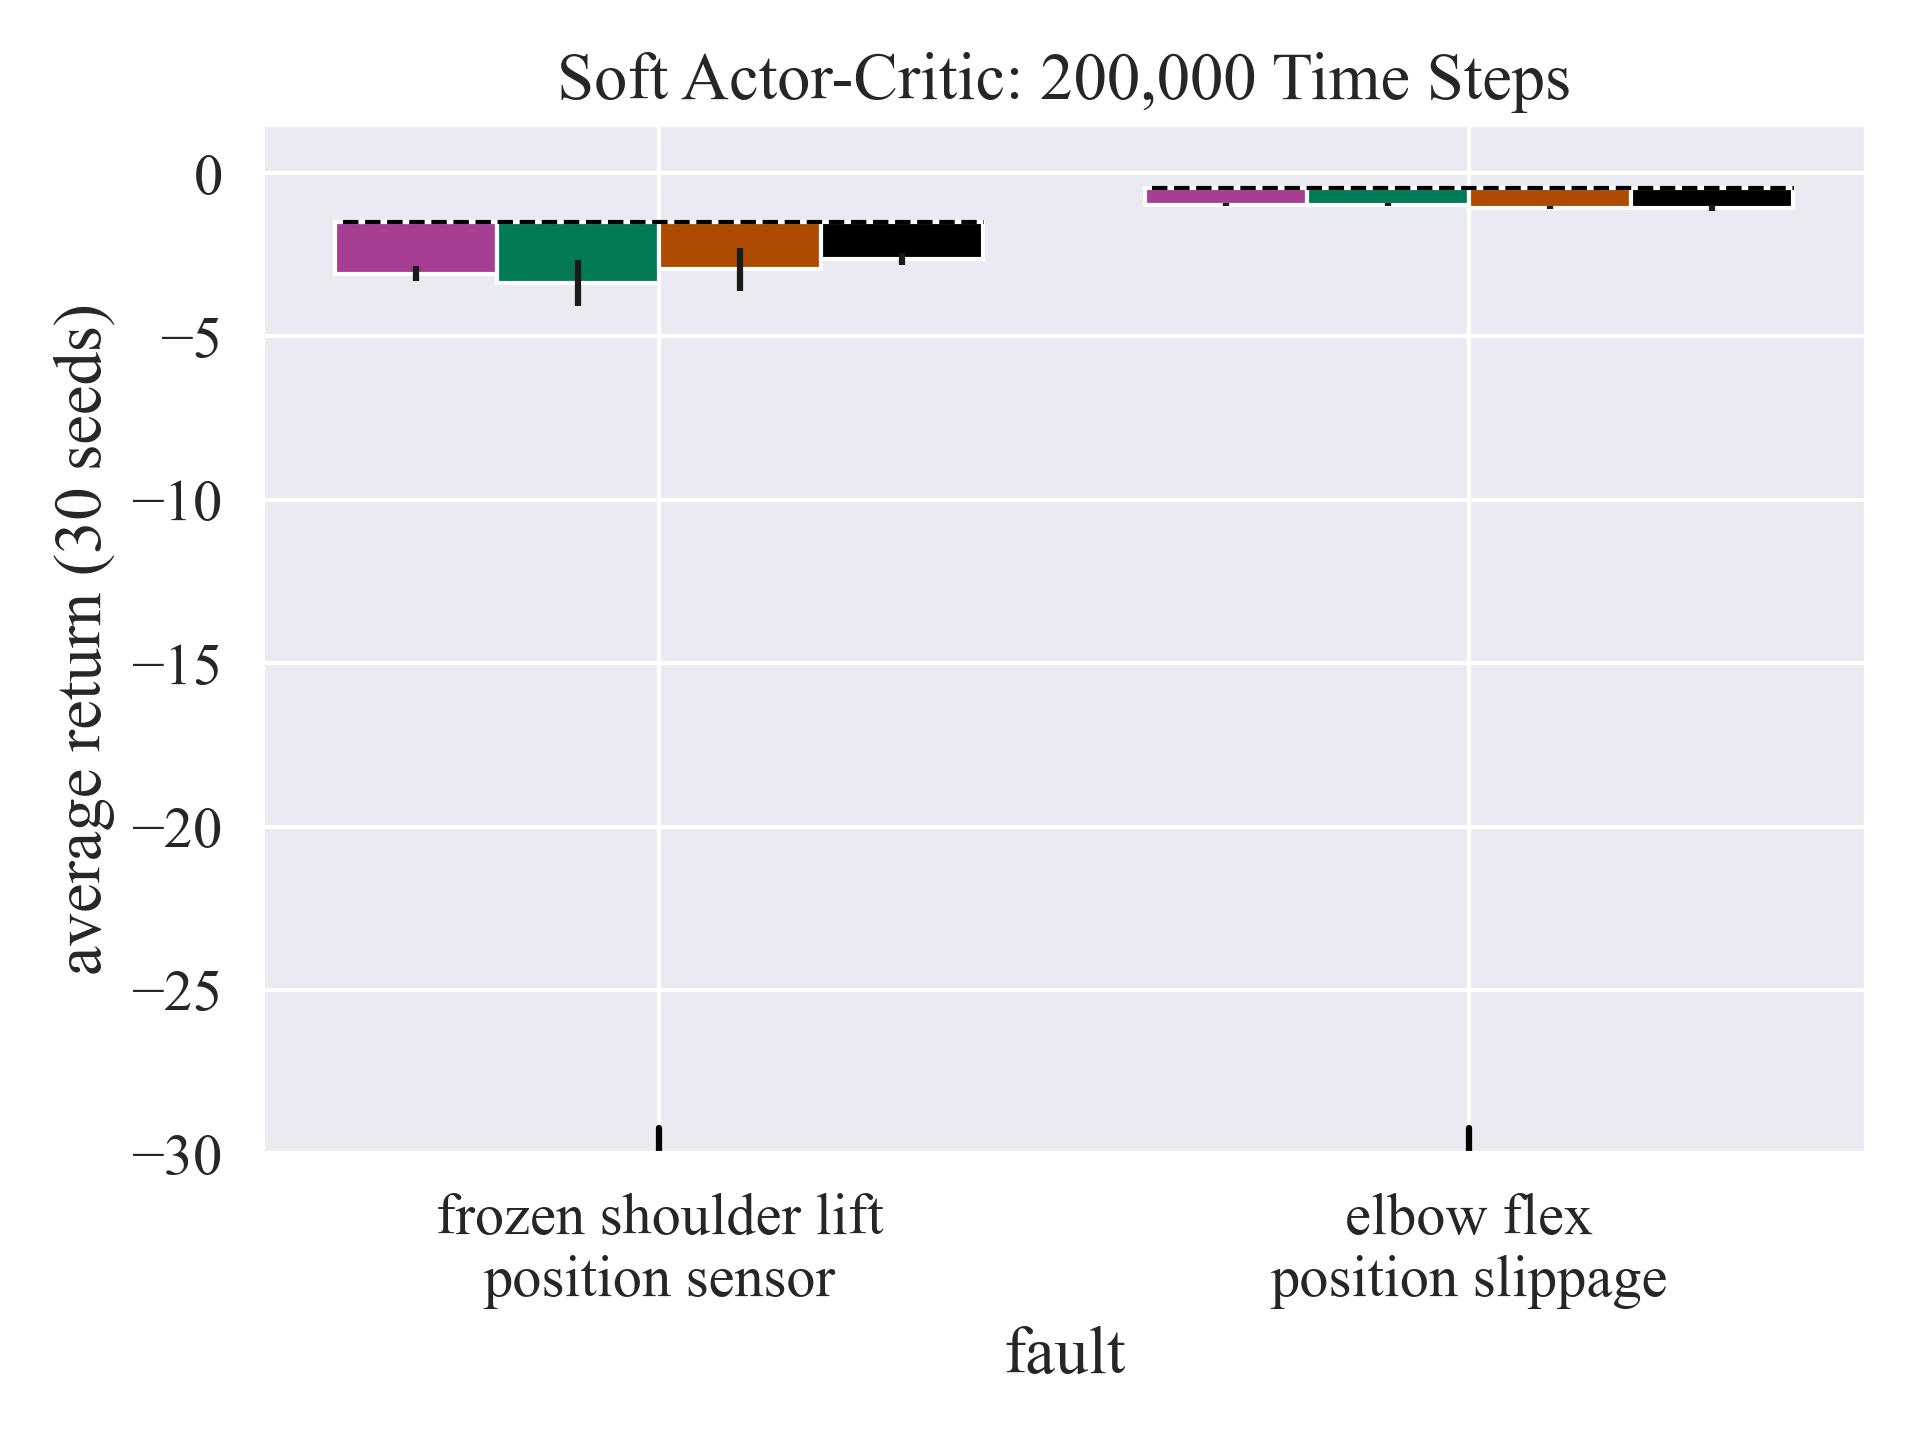 Soft Actor-Critic: 200,000 Time Steps
average return (30 seeds)
0
−5
−10
−15
−20
−25
−30
frozen shoulder lift
position sensor
elbow flex
position slippage
fault